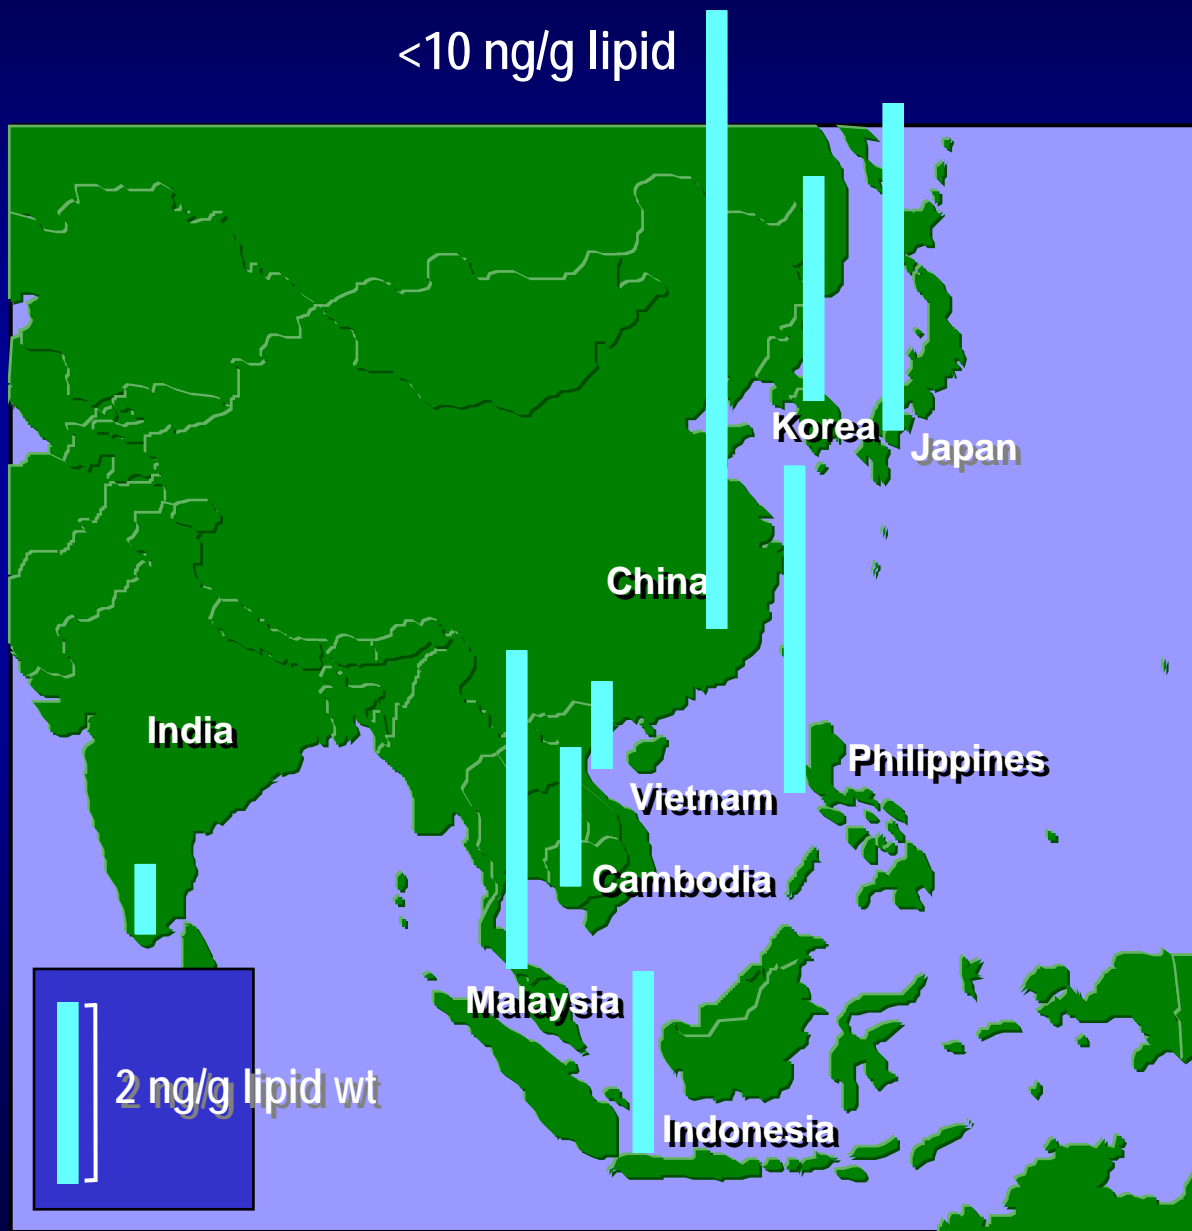 <10 ng/g lipid
Korea
Japan
China
India
Philippines
Vietnam
Cambodia
Malaysia
2 ng/g lipid wt
Indonesia